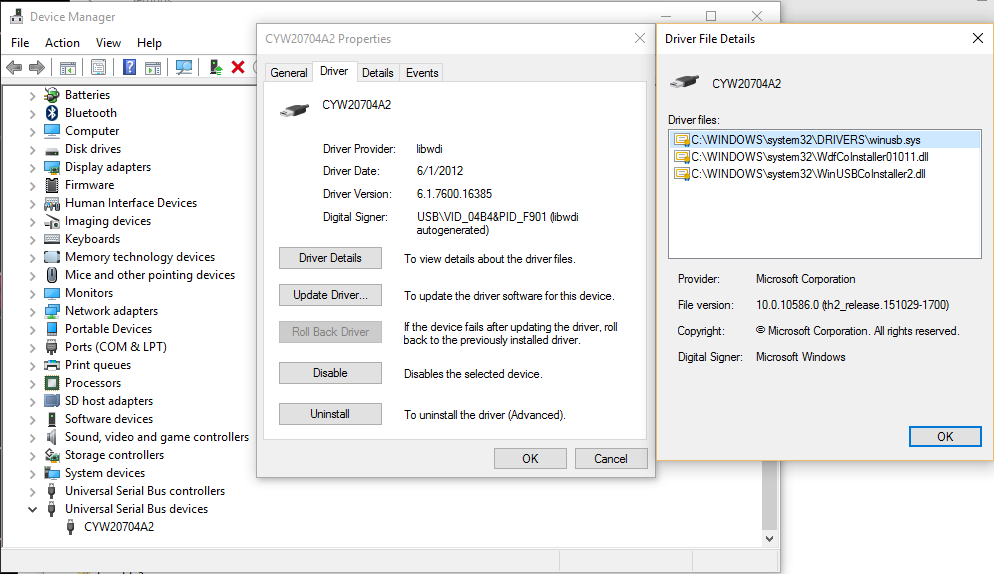 Device Manager
File Action View Help
Batteries
Bluetooth
Computer
Disk drives
Display adapters
Firmware
Human Interface Devices
Imaging devices
Keyboards
Memory technology devices
Mice and other pointing devices
Monitors
Network adapters
Portable Devices
Ports (COM & LPT)
Print queues
Processors
SD host adapters
Software devices
Sound, video and game controllers
Storage controllers
System devices
Universal Serial Bus controllers
Universal Serial Bus devices
CYW20704A2
CYW20704A2 Properties
General Driver Details Events
CYW20704A2
Driver Provider: libwdi
Driver Date: 6/1/2012
Driver Version: 6.1.7600.16385
Digital Signer: USB\VID_04B4&PID_F901 (libwdi
autogenerated)
Driver Details To view details about the driver files.
Update Driver... To update the driver software for this device.
Roll Back Driver If the device fails after updating the driver, roll
back to the previously installed driver.
Disable Disables the selected device.
Uninstall To uninstall the driver (Advanced).
OK Cancel
Driver File Details
CYW20704A2
Driver files:
C:\WINDOWS\system32\DRIVERS\winusb.sys
C:\WINDOWS\system32\WdfCoInstaller01011.dll
C:\WINDOWS\system32\WinUSBCoInstaller2.dll
Provider: Microsoft Corporation
File version: 10.0.10586.0 (th2_release.151029-1700)
Copyright: © Microsoft Corporation. All rights reserved.
Digital Signer: Microsoft Windows
OK